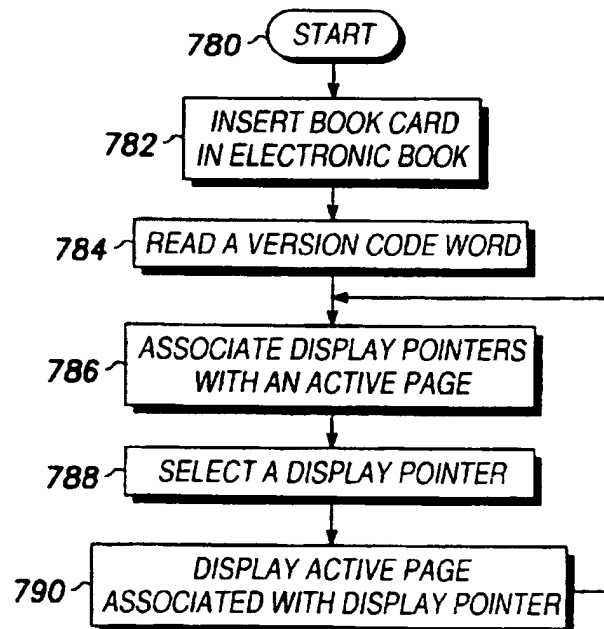 780
START
782
INSERT BOOK CARD
IN ELECTRONIC BOOK
784
READ A VERSION CODE WORD
786
ASSOCIATE DISPLAY POINTERS
WITH AN ACTIVE PAGE
788
SELECT A DISPLAY POINTER
790
DISPLAY ACTIVE PAGE
ASSOCIATED WITH DISPLAY POINTER